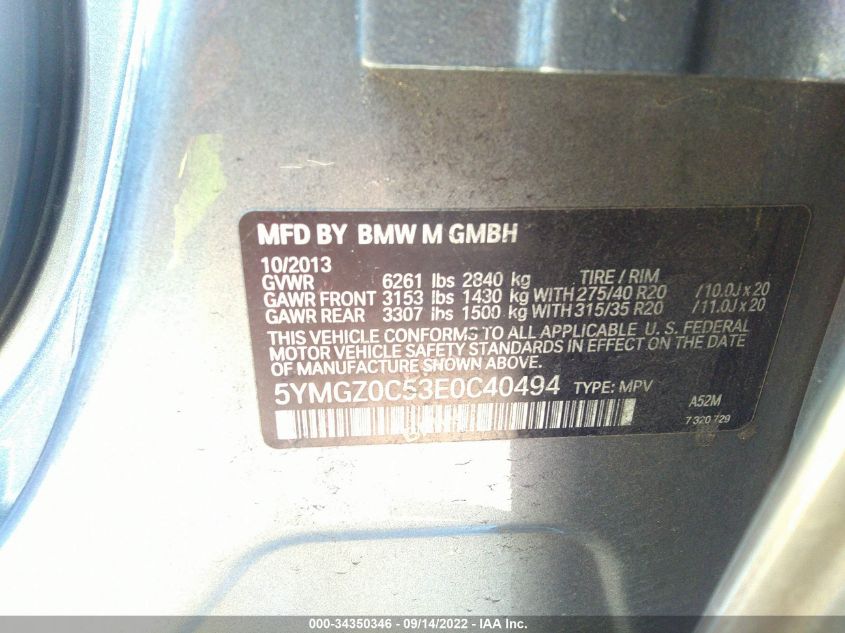 MFD BY BMW M GMBH
10/2013
GVWR 6261 lbs 2840 kg TIRE / RIM
GAWR FRONT 3153 lbs 1430 kg WITH 275/40 R20 /10.0J x 20
GAWR REAR 3307 lbs 1500 kg WITH 315/35 R20 /11.0J x 20
THIS VEHICLE CONFORMS TO ALL APPLICABLE U.S. FEDERAL
MOTOR VEHICLE SAFETY STANDARDS IN EFFECT ON THE DATE
OF MANUFACTURE SHOWN ABOVE.
5YMGZ0C53E0C40494 TYPE: MPV A52M
7 320 729
000-34350346 - 09/14/2022 - IAA Inc.